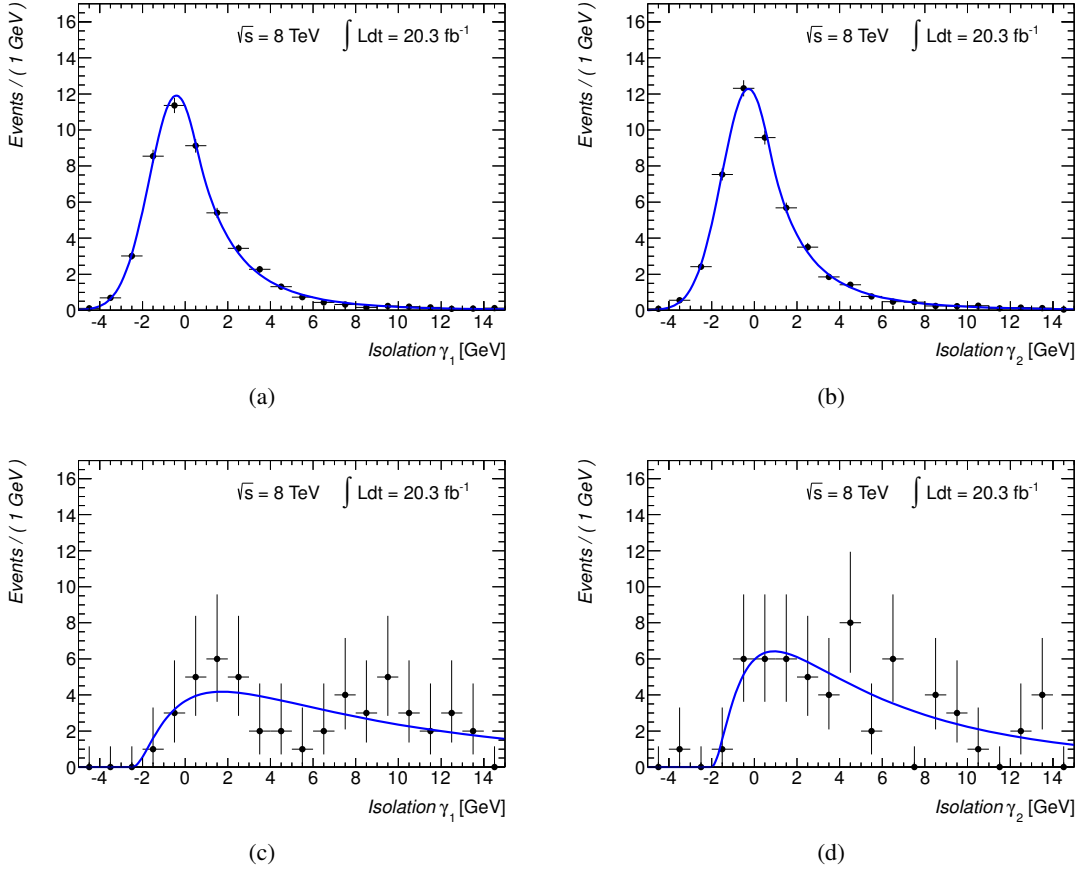 Events / ( 1 GeV )
16
14
12
10
8
6
4
2
0
√s = 8 TeV ∫ Ldt = 20.3 fb⁻¹
-4 -2 0 2 4 6 8 10 12 14
Isolation γ₁ [GeV]
(a)
Events / ( 1 GeV )
16
14
12
10
8
6
4
2
0
√s = 8 TeV ∫ Ldt = 20.3 fb⁻¹
-4 -2 0 2 4 6 8 10 12 14
Isolation γ₂ [GeV]
(b)
Events / ( 1 GeV )
16
14
12
10
8
6
4
2
0
√s = 8 TeV ∫ Ldt = 20.3 fb⁻¹
-4 -2 0 2 4 6 8 10 12 14
Isolation γ₁ [GeV]
(c)
Events / ( 1 GeV )
16
14
12
10
8
6
4
2
0
√s = 8 TeV ∫ Ldt = 20.3 fb⁻¹
-4 -2 0 2 4 6 8 10 12 14
Isolation γ₂ [GeV]
(d)